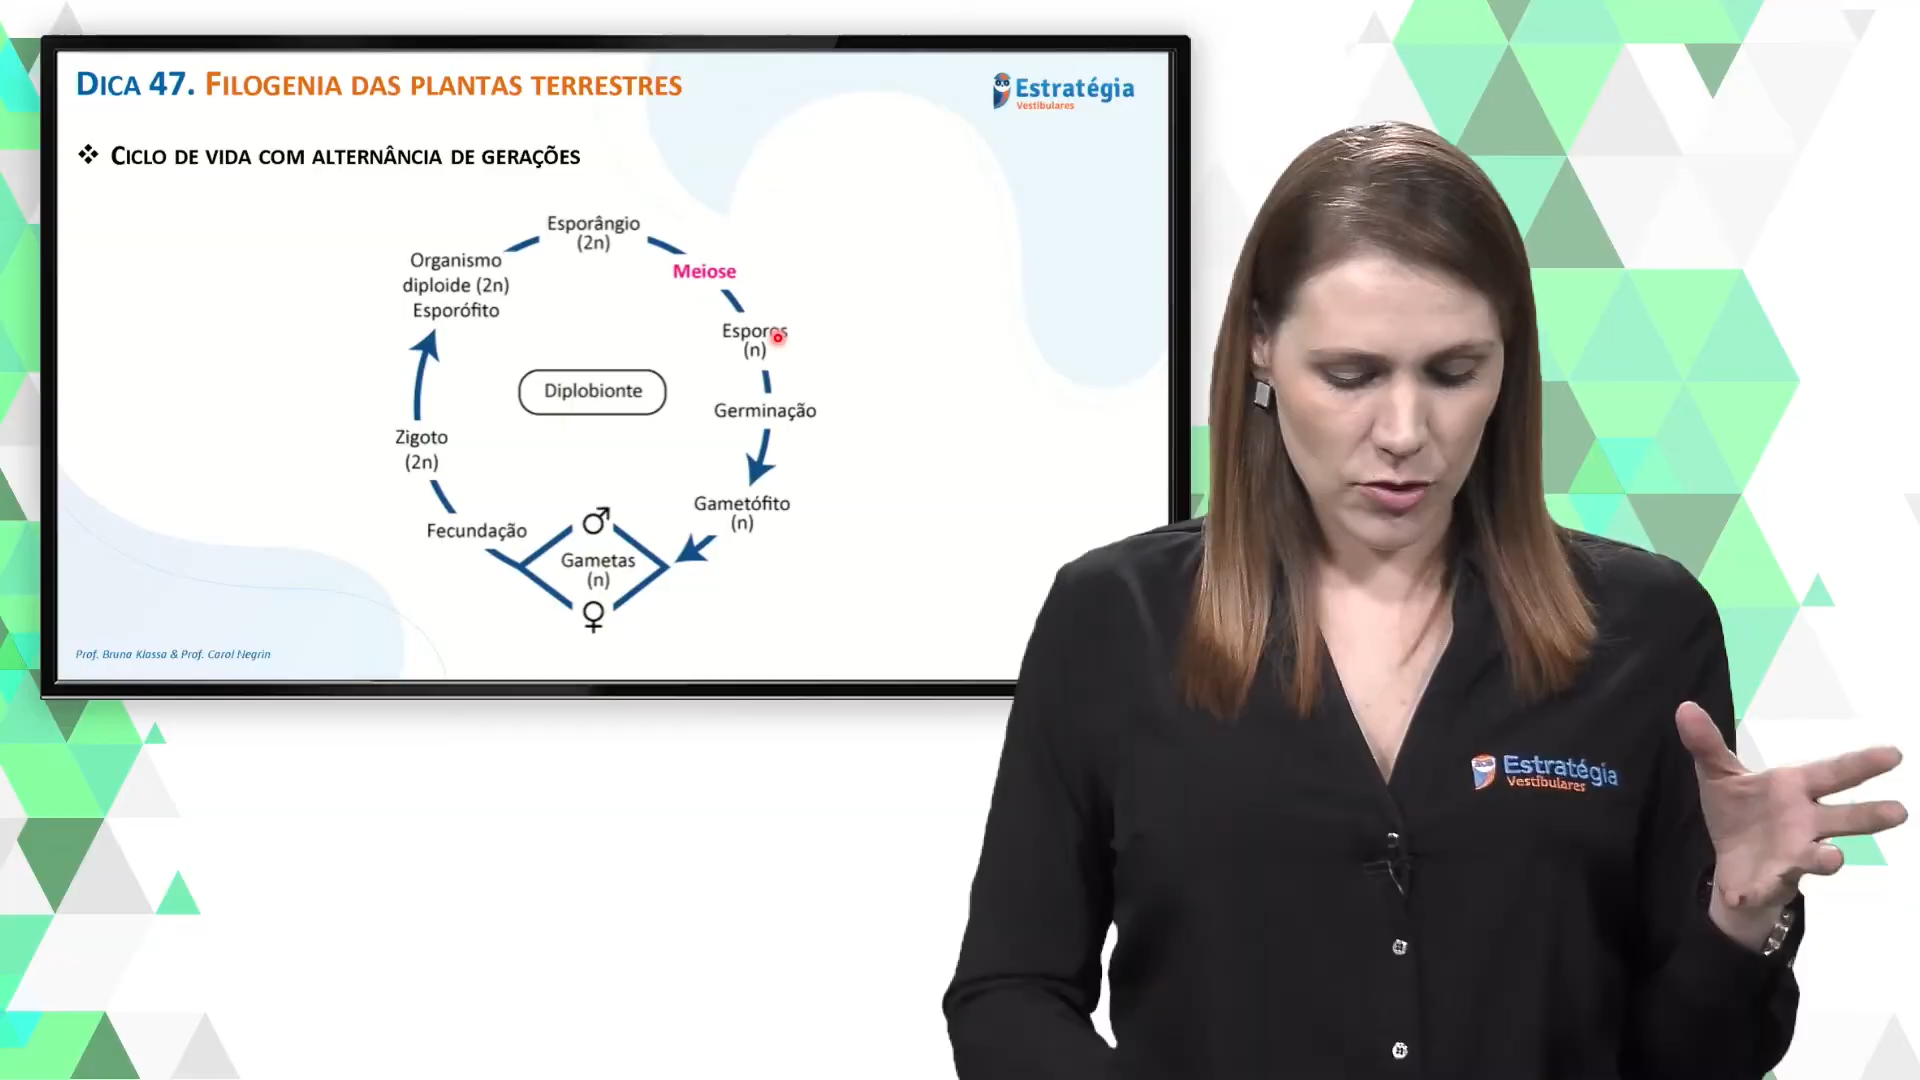 DICA 47. FILOGENIA DAS PLANTAS TERRESTRES
Estratégia
Vestibulares
❖ CICLO DE VIDA COM ALTERNÂNCIA DE GERAÇÕES
Esporângio
(2n)
Meiose
Esporos
(n)
Germinação
Gametófito
(n)
♂
Gametas
(n)
♀
Fecundação
Zigoto
(2n)
Organismo
diploide (2n)
Esporófito
Diplobionte
Prof. Bruna Klassa & Prof. Carol Negrin
Estratégia
Vestibulares